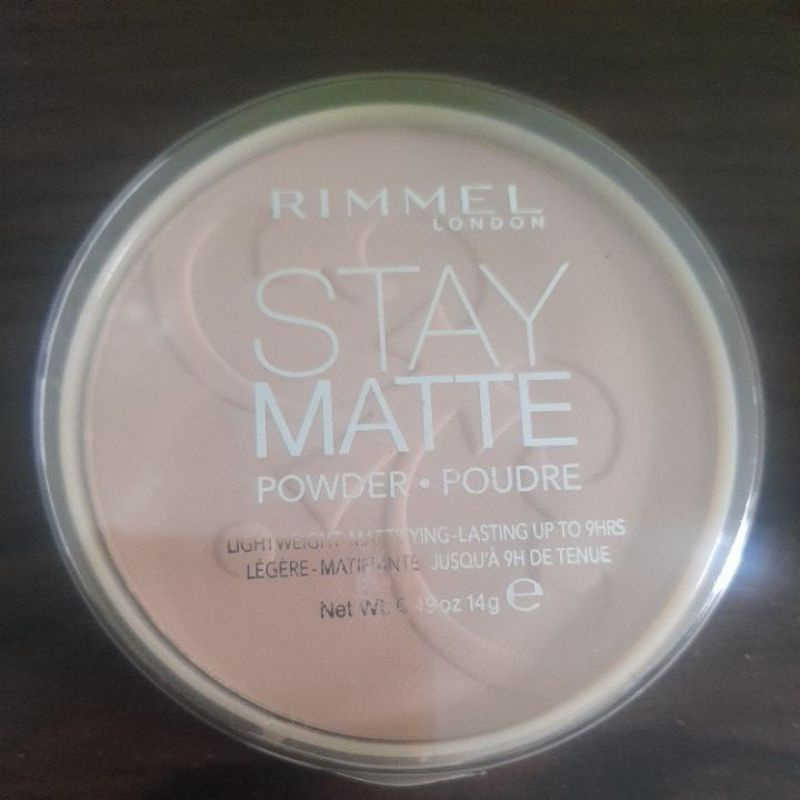 RIMMEL
LONDON
STAY
MATTE
POWDER • POUDRE
LIGHTWEIGHT-MATTIFYING-LASTING UP TO 9HRS
LÉGÈRE-MATIFIANTE-JUSQU'À 9H DE TENUE
Net Wt. 0.49oz 14g e